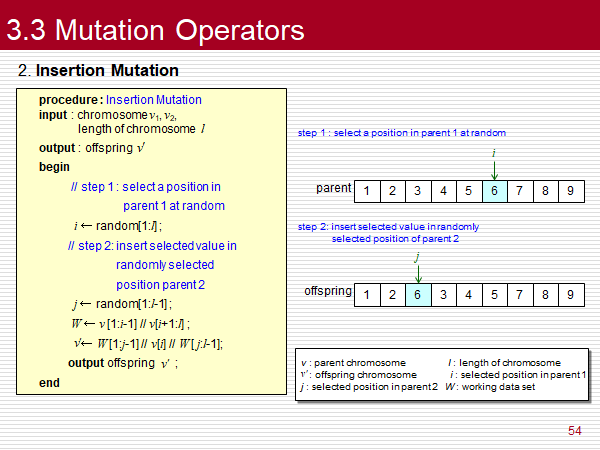 3.3 Mutation Operators
2. Insertion Mutation
procedure: Insertion Mutation
input : chromosome v1, v2,
length of chromosome l
output : offspring v'
begin
// step 1 : select a position in
parent 1 at random
i ← random[1:l] ;
// step 2: insert selected value in
randomly selected
position parent 2
j ← random[1:l-1] ;
W ← v [1:i-1] // v[i+1:l] ;
v'← W [1:j-1] // v[i] // W [ j:l-1];
output offspring v' ;
end
step 1 : select a position in parent 1 at random
i
parent 1 2 3 4 5 6 7 8 9
step 2: insert selected value in randomly
selected position of parent 2
j
offspring 1 2 6 3 4 5 7 8 9
v : parent chromosome l : length of chromosome
v' : offspring chromosome i : selected position in parent 1
j : selected position in parent 2 W : working data set
54